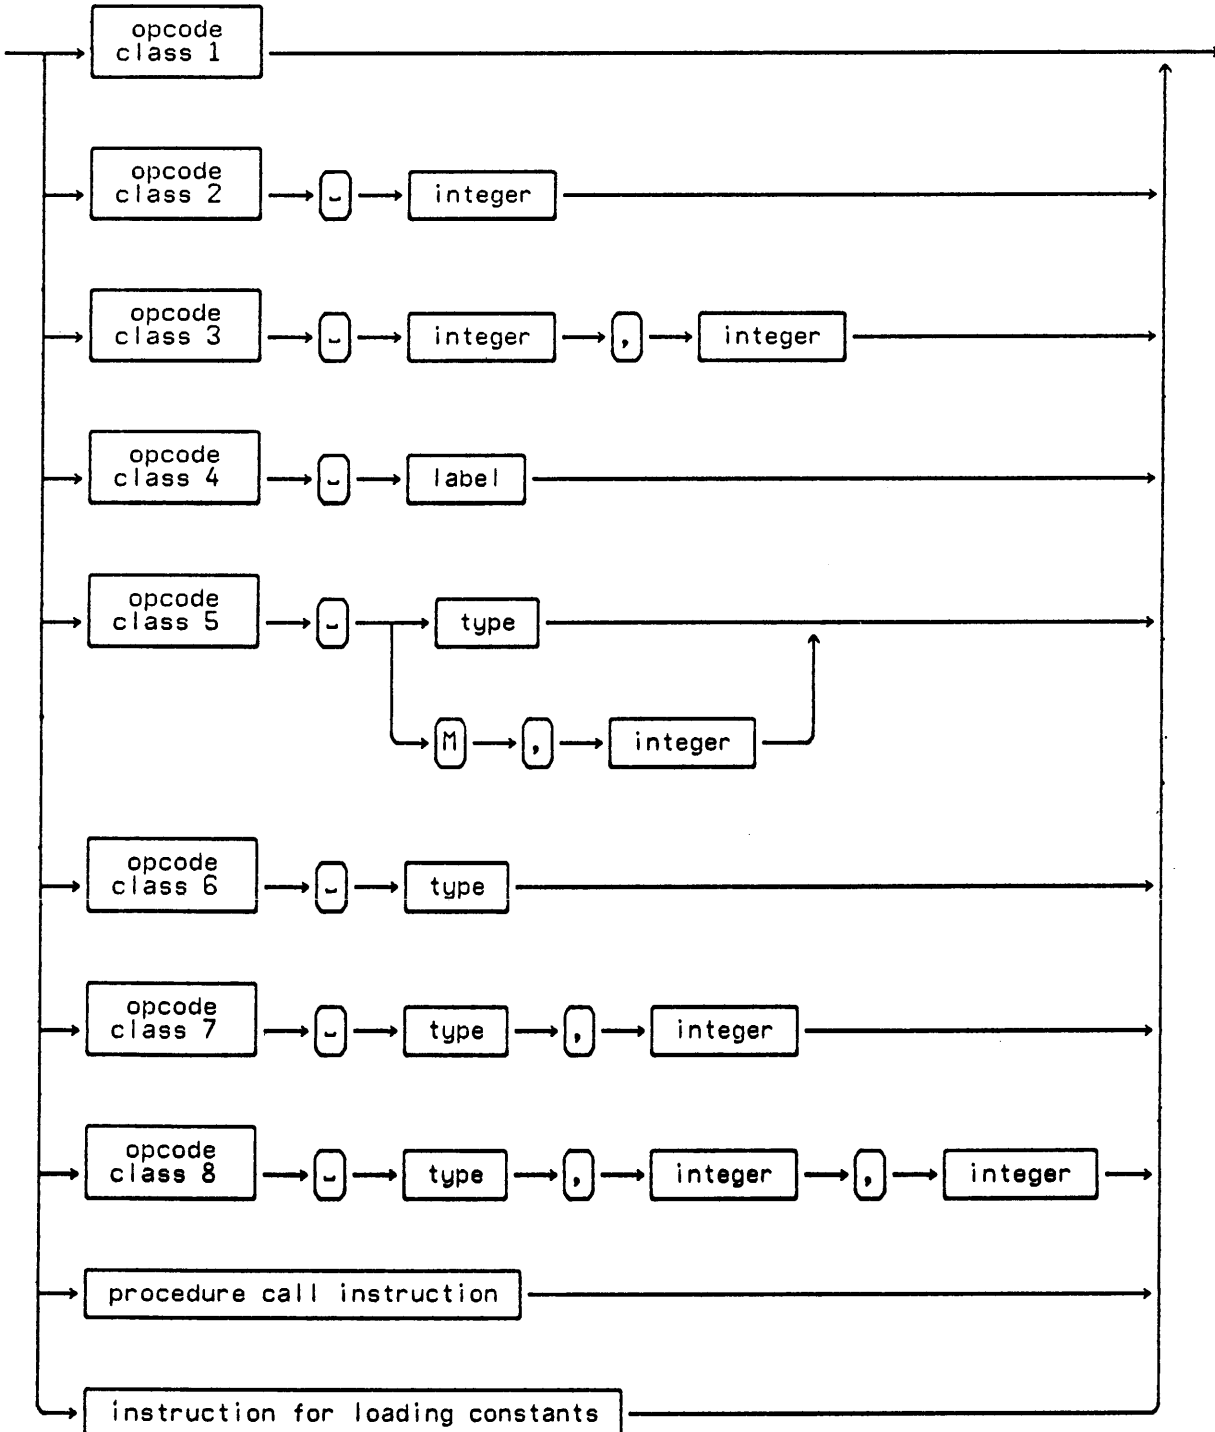 opcode
class 1
opcode
class 2 ⌣ integer
opcode
class 3 ⌣ integer , integer
opcode
class 4 ⌣ label
opcode
class 5 ⌣ type
M , integer
opcode
class 6 ⌣ type
opcode
class 7 ⌣ type , integer
opcode
class 8 ⌣ type , integer , integer
procedure call instruction
instruction for loading constants